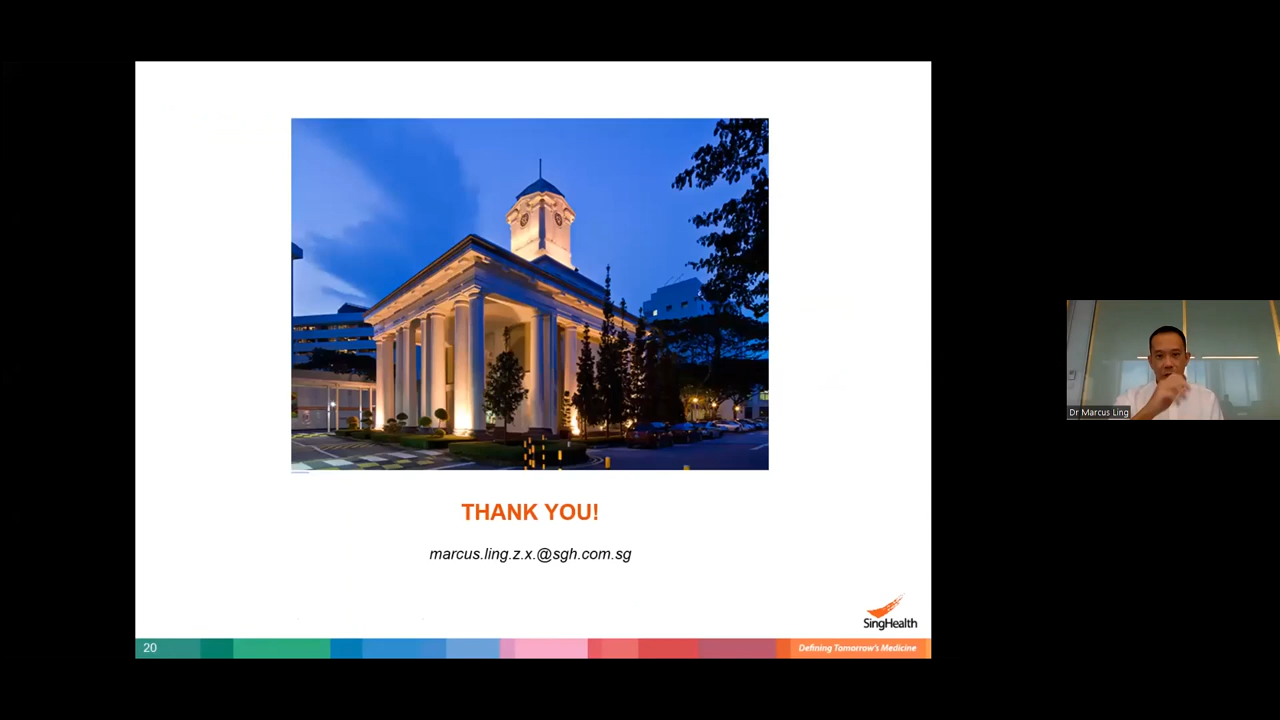 THANK YOU!
marcus.ling.z.x.@sgh.com.sg
SingHealth
20
Defining Tomorrow's Medicine
Dr Marcus Ling